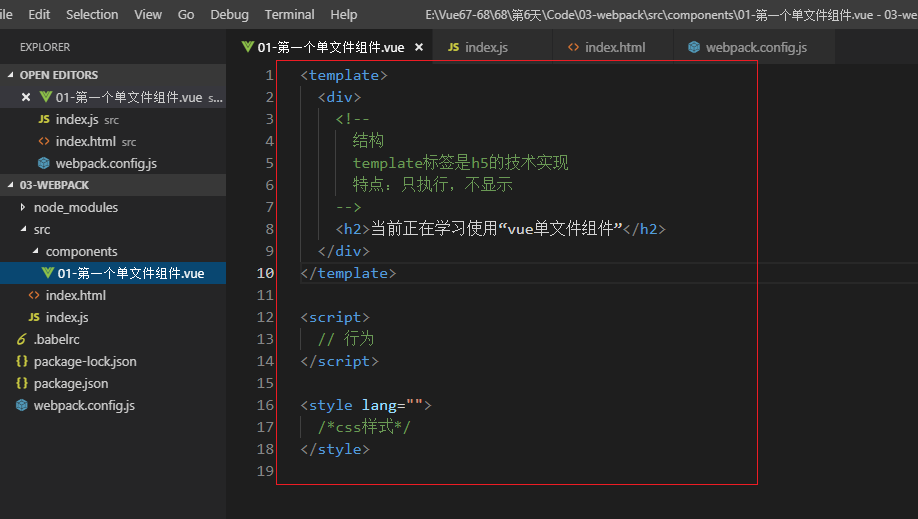 ile Edit Selection View Go Debug Terminal Help E:\Vue67-68\68\第6天\Code\03-webpack\src\components\01-第一个单文件组件.vue - 03-we
EXPLORER
OPEN EDITORS
01-第一个单文件组件.vue s...
JS index.js src
index.html src
webpack.config.js
03-WEBPACK
node_modules
src
components
01-第一个单文件组件.vue
index.html
JS index.js
.babelrc
package-lock.json
package.json
webpack.config.js
01-第一个单文件组件.vue JS index.js index.html webpack.config.js
1 <template>
2 <div>
3 <!--
4 结构
5 template标签是h5的技术实现
6 特点：只执行，不显示
7 -->
8 <h2>当前正在学习使用“vue单文件组件”</h2>
9 </div>
10 </template>
11
12 <script>
13 // 行为
14 </script>
15
16 <style lang="">
17 /*css样式*/
18 </style>
19